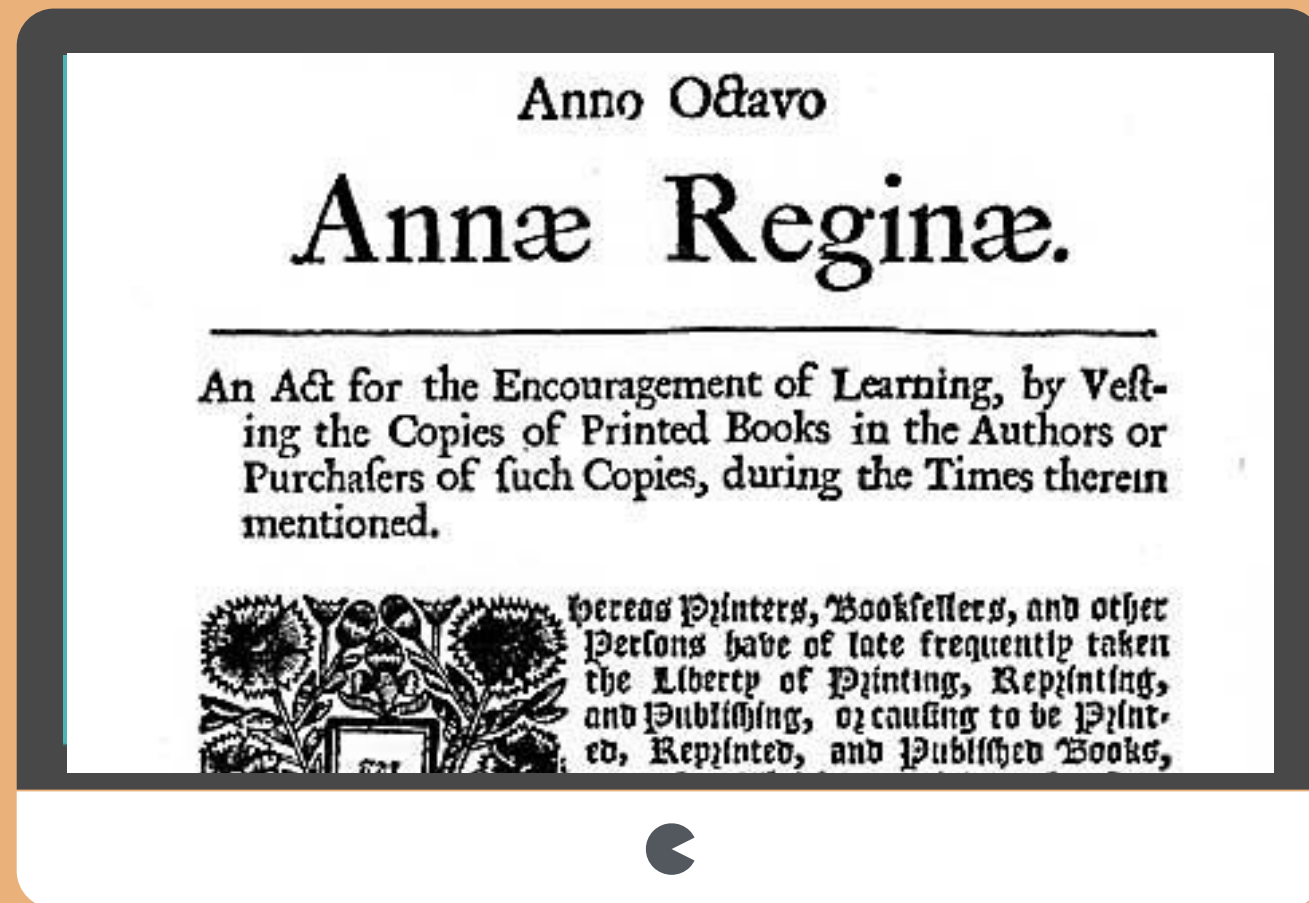 Anno Octavo
Annæ Reginæ.
An Act for the Encouragement of Learning, by Veſt-
ing the Copies of Printed Books in the Authors or
Purchaſers of ſuch Copies, during the Times therein
mentioned.
hereas Printers, Bookſellers, and other
Perſons have of late frequently taken
the Liberty of Printing, Reprinting,
and Publiſhing, or cauſing to be Print-
ed, Reprinted, and Publiſhed Books,